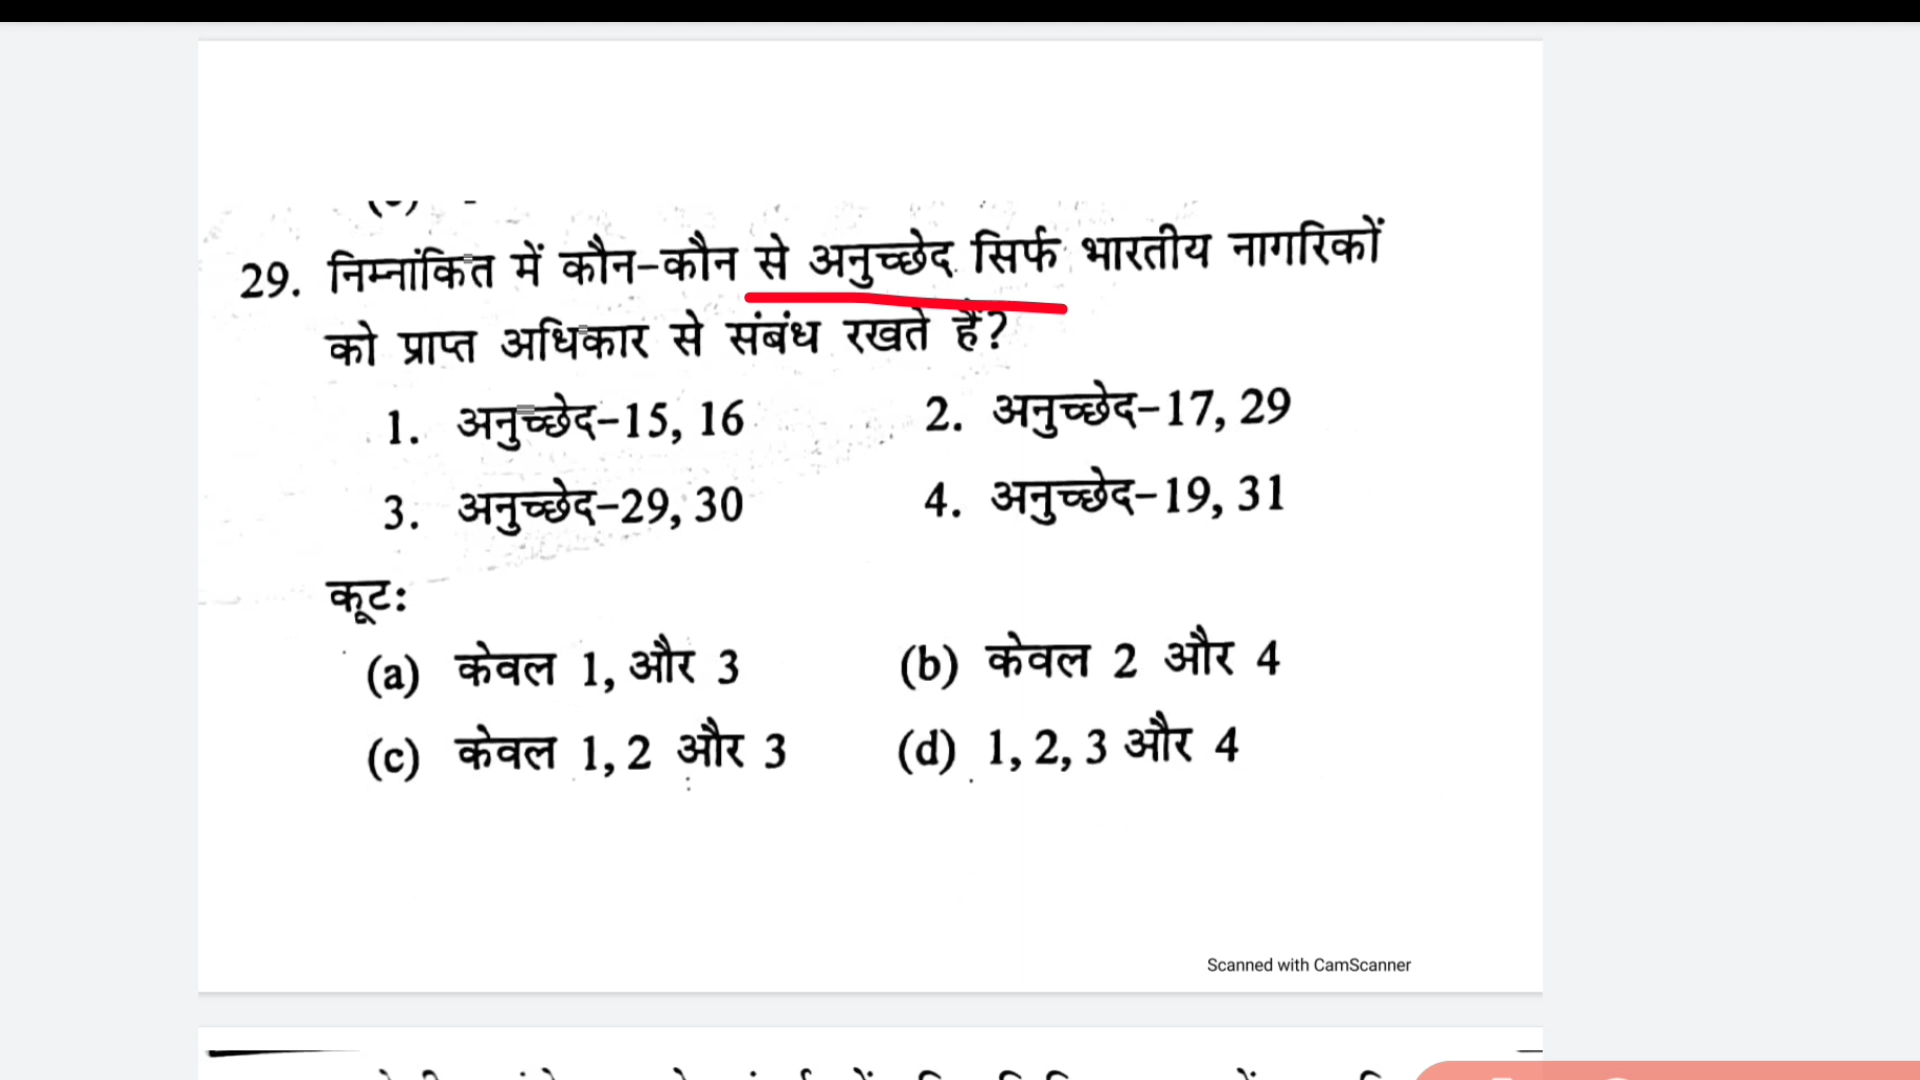 29. निम्नांकित में कौन-कौन से अनुच्छेद सिर्फ भारतीय नागरिकों
को प्राप्त अधिकार से संबंध रखते हैं?
1. अनुच्छेद-15, 16 2. अनुच्छेद-17, 29
3. अनुच्छेद-29, 30 4. अनुच्छेद-19, 31
कूट:
(a) केवल 1, और 3 (b) केवल 2 और 4
(c) केवल 1, 2 और 3 (d) 1, 2, 3 और 4
Scanned with CamScanner